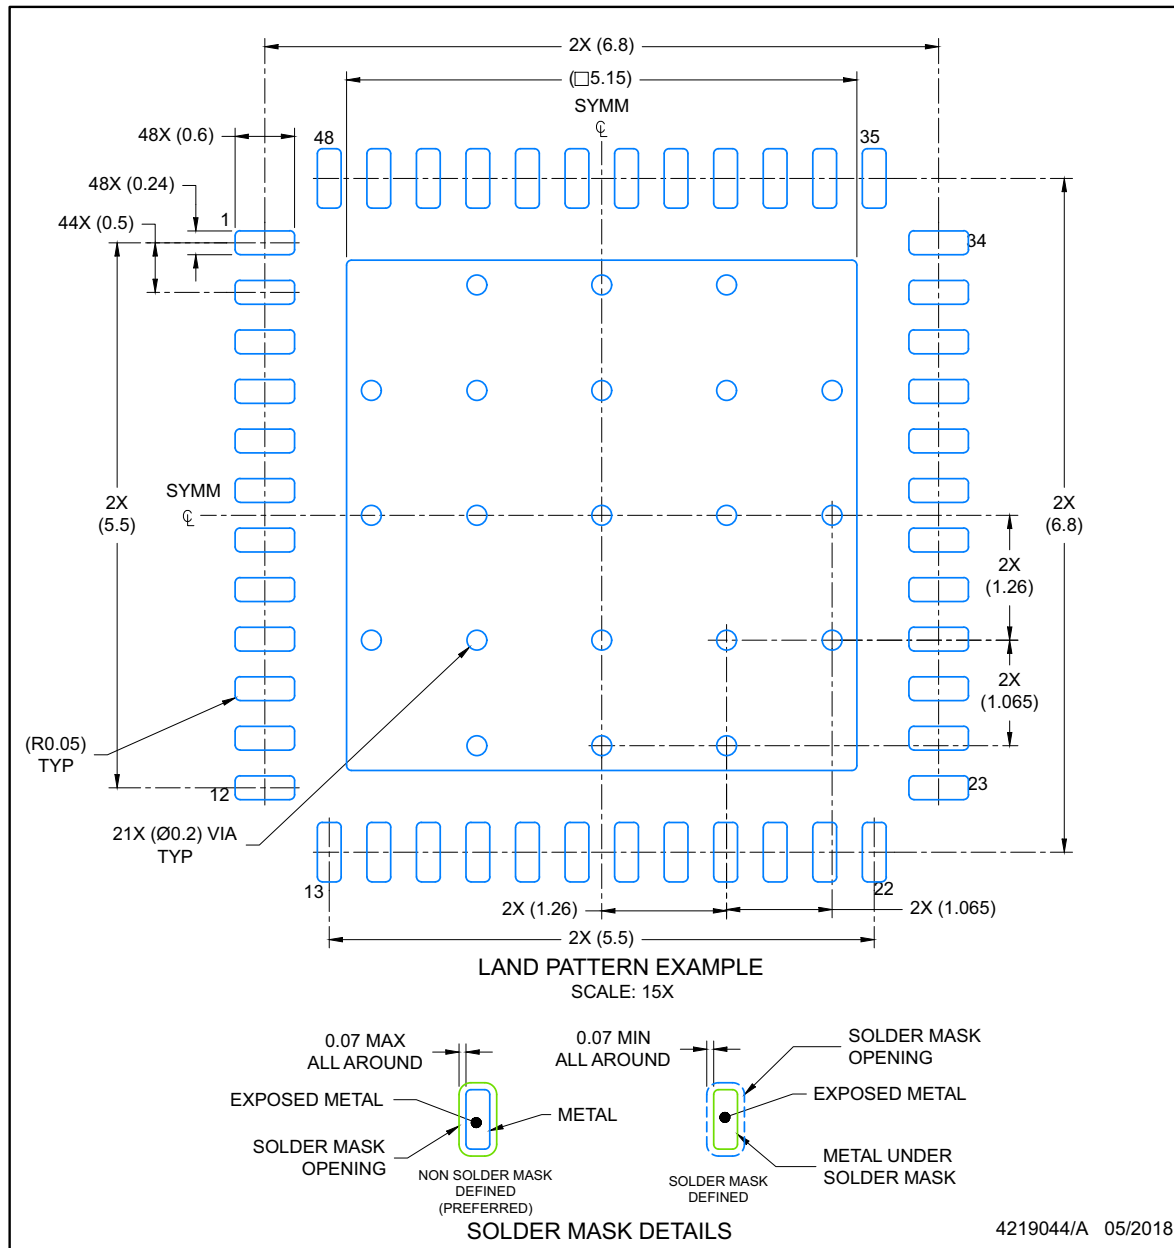 2X (6.8)
(□5.15)
SYMM
℄
48X (0.6)
48
35
48X (0.24)
44X (0.5)
1
34
2X
(5.5)
SYMM
℄
2X
(6.8)
2X
(1.26)
2X
(1.065)
(R0.05)
TYP
12
23
21X (Ø0.2) VIA
TYP
13
22
2X (1.26)
2X (1.065)
2X (5.5)
LAND PATTERN EXAMPLE
SCALE: 15X
0.07 MAX
ALL AROUND
0.07 MIN
ALL AROUND
SOLDER MASK
OPENING
EXPOSED METAL
EXPOSED METAL
METAL
SOLDER MASK
OPENING
METAL UNDER
SOLDER MASK
NON SOLDER MASK
DEFINED
(PREFERRED)
SOLDER MASK
DEFINED
SOLDER MASK DETAILS
4219044/A 05/2018